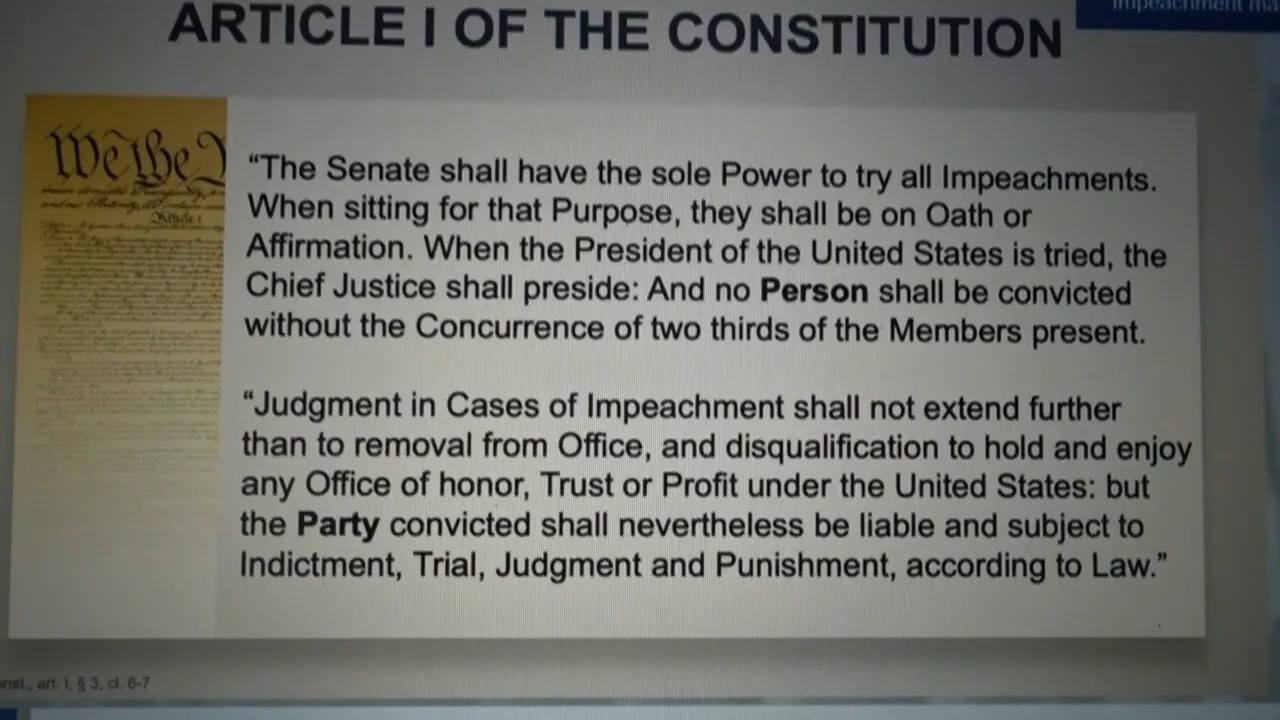 Impeachment ma
ARTICLE I OF THE CONSTITUTION
We the
Article I
“The Senate shall have the sole Power to try all Impeachments.
When sitting for that Purpose, they shall be on Oath or
Affirmation. When the President of the United States is tried, the
Chief Justice shall preside: And no Person shall be convicted
without the Concurrence of two thirds of the Members present.
“Judgment in Cases of Impeachment shall not extend further
than to removal from Office, and disqualification to hold and enjoy
any Office of honor, Trust or Profit under the United States: but
the Party convicted shall nevertheless be liable and subject to
Indictment, Trial, Judgment and Punishment, according to Law.”
nst., art. I, § 3, cl. 6-7